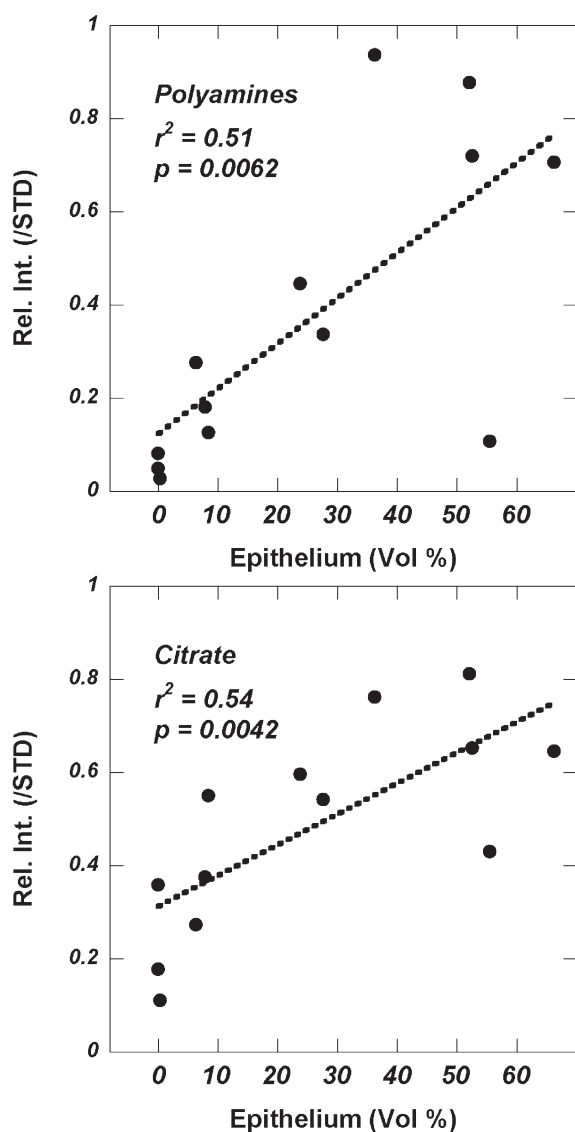 1
Polyamines
0.8
r² = 0.51
p = 0.0062
0.6
Rel. Int. (/STD)
0.4
0.2
0
0 10 20 30 40 50 60
Epithelium (Vol %)
1
Citrate
0.8
r² = 0.54
p = 0.0042
0.6
Rel. Int. (/STD)
0.4
0.2
0
0 10 20 30 40 50 60
Epithelium (Vol %)